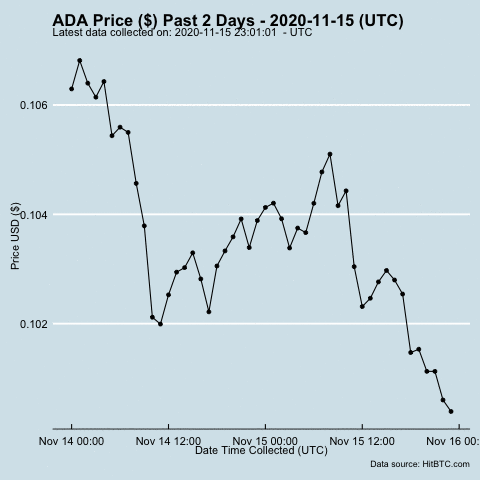 ADA Price ($) Past 2 Days - 2020-11-15 (UTC)
Latest data collected on: 2020-11-15 23:01:01 - UTC
0.106
0.104
0.102
Price USD ($)
Nov 14 00:00 Nov 14 12:00 Nov 15 00:00 Nov 15 12:00 Nov 16 00:
Date Time Collected (UTC)
Data source: HitBTC.com